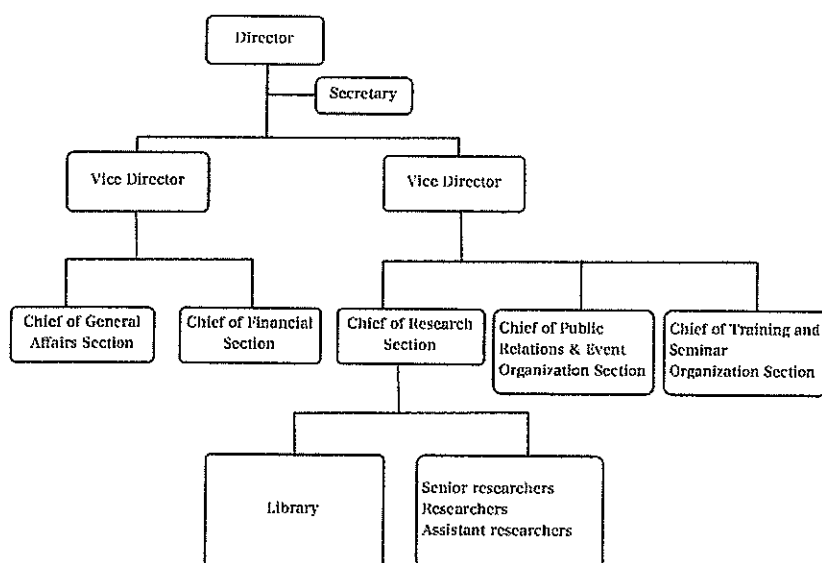 Director
Secretary
Vice Director
Vice Director
Chief of General
Affairs Section
Chief of Financial
Section
Chief of Research
Section
Chief of Public
Relations & Event
Organization Section
Chief of Training and
Seminar
Organization Section
Library
Senior researchers
Researchers
Assistant researchers